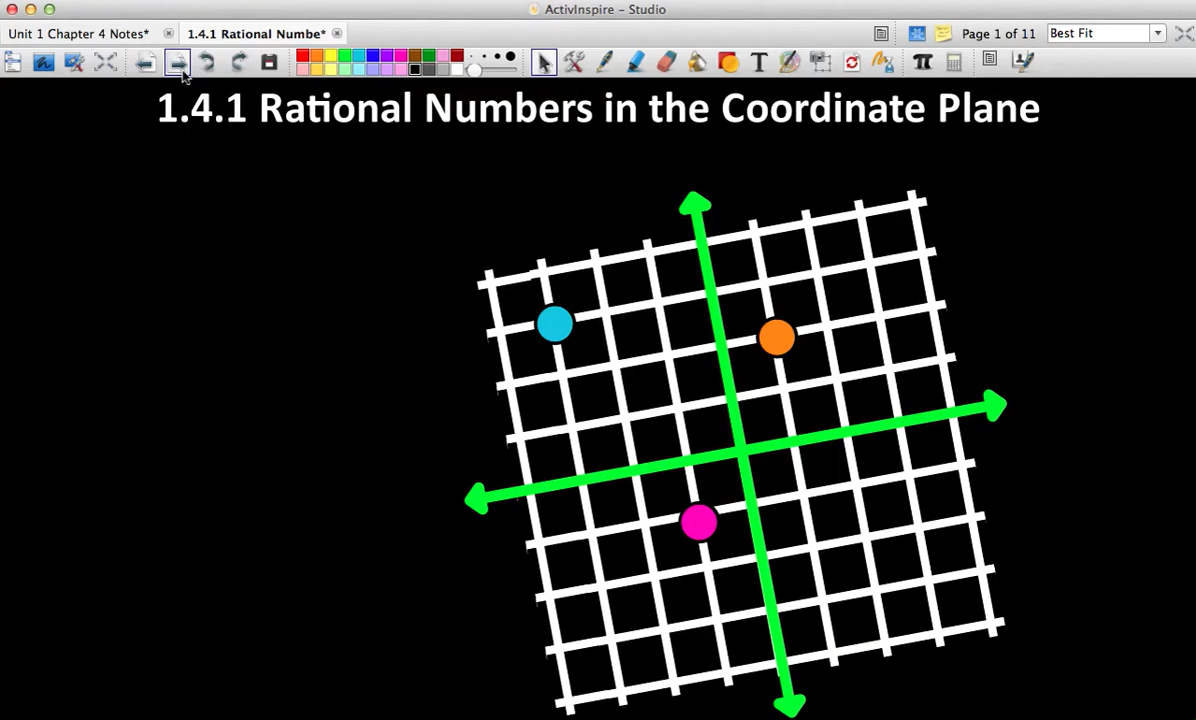 ActivInspire – Studio
Unit 1 Chapter 4 Notes*
1.4.1 Rational Numbe*
Page 1 of 11
Best Fit
T
π
1.4.1 Rational Numbers in the Coordinate Plane